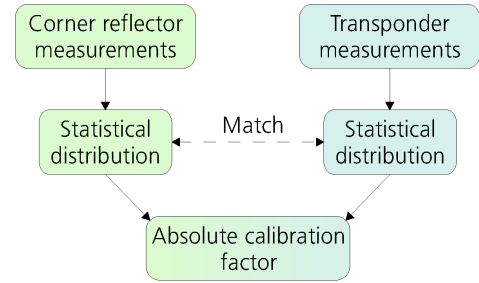 Corner reflector
measurements
Transponder
measurements
Statistical
distribution
Match
Statistical
distribution
Absolute calibration
factor